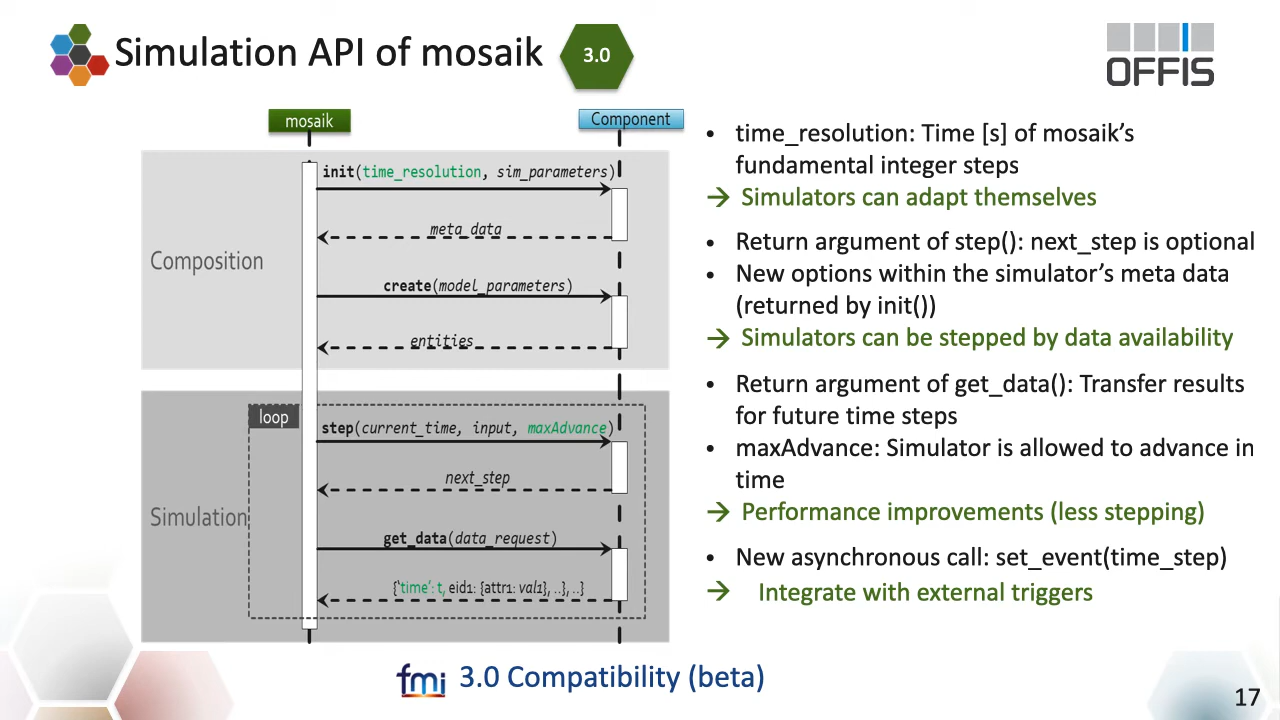 Simulation API of mosaik
3.0
OFFIS
mosaik
Component
Composition
init(time_resolution, sim_parameters)
meta_data
create(model_parameters)
entities
Simulation
loop
step(current_time, input, maxAdvance)
next_step
get_data(data_request)
{'time': t, eid1: {attr1: val1}, ..}, ..}
• time_resolution: Time [s] of mosaik’s
fundamental integer steps
→ Simulators can adapt themselves
• Return argument of step(): next_step is optional
• New options within the simulator’s meta data
(returned by init())
→ Simulators can be stepped by data availability
• Return argument of get_data(): Transfer results
for future time steps
• maxAdvance: Simulator is allowed to advance in
time
→ Performance improvements (less stepping)
• New asynchronous call: set_event(time_step)
→ Integrate with external triggers
fmi 3.0 Compatibility (beta)
17